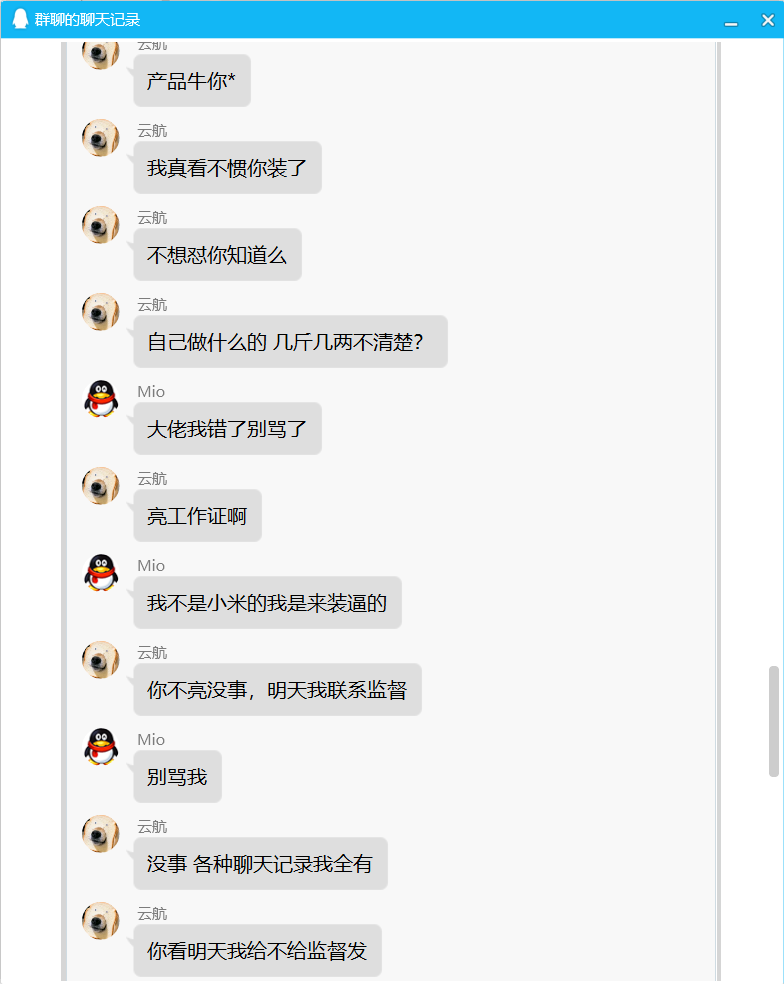 群聊的聊天记录
云航
产品牛你*
云航
我真看不惯你装了
云航
不想怼你知道么
云航
自己做什么的 几斤几两不清楚?
Mio
大佬我错了别骂了
云航
亮工作证啊
Mio
我不是小米的我是来装逼的
云航
你不亮没事，明天我联系监督
Mio
别骂我
云航
没事 各种聊天记录我全有
云航
你看明天我给不给监督发